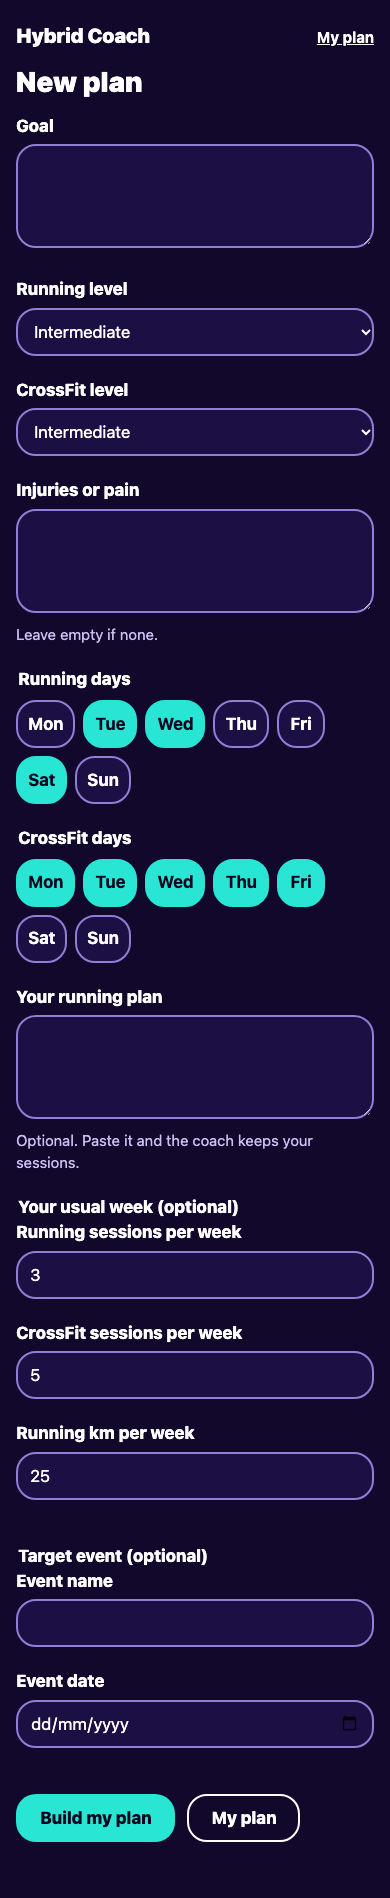 Hybrid Coach My plan
New plan
Goal
Running level
Intermediate
CrossFit level
Intermediate
Injuries or pain
Leave empty if none.
Running days
Mon Tue Wed Thu Fri
Sat Sun
CrossFit days
Mon Tue Wed Thu Fri
Sat Sun
Your running plan
Optional. Paste it and the coach keeps your
sessions.
Your usual week (optional)
Running sessions per week
3
CrossFit sessions per week
5
Running km per week
25
Target event (optional)
Event name
Event date
dd/mm/yyyy
Build my plan My plan